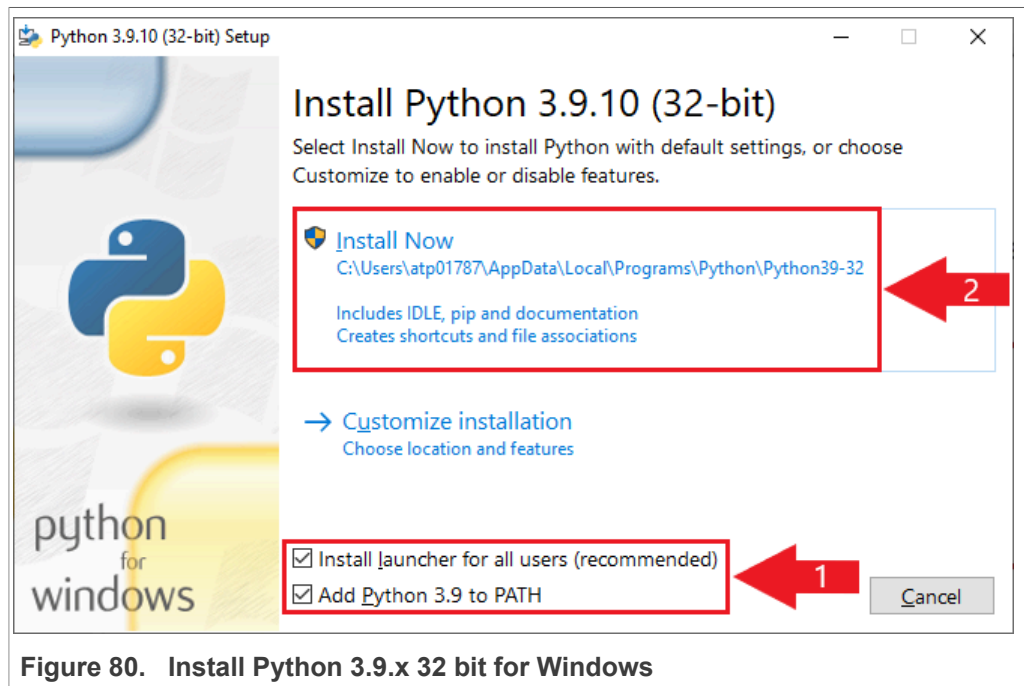 Python 3.9.10 (32-bit) Setup
Install Python 3.9.10 (32-bit)
Select Install Now to install Python with default settings, or choose
Customize to enable or disable features.
Install Now
C:\Users\atp01787\AppData\Local\Programs\Python\Python39-32
2
Includes IDLE, pip and documentation
Creates shortcuts and file associations
Customize installation
Choose location and features
python
for
windows
Install launcher for all users (recommended)
Add Python 3.9 to PATH
1
Cancel
Figure 80. Install Python 3.9.x 32 bit for Windows